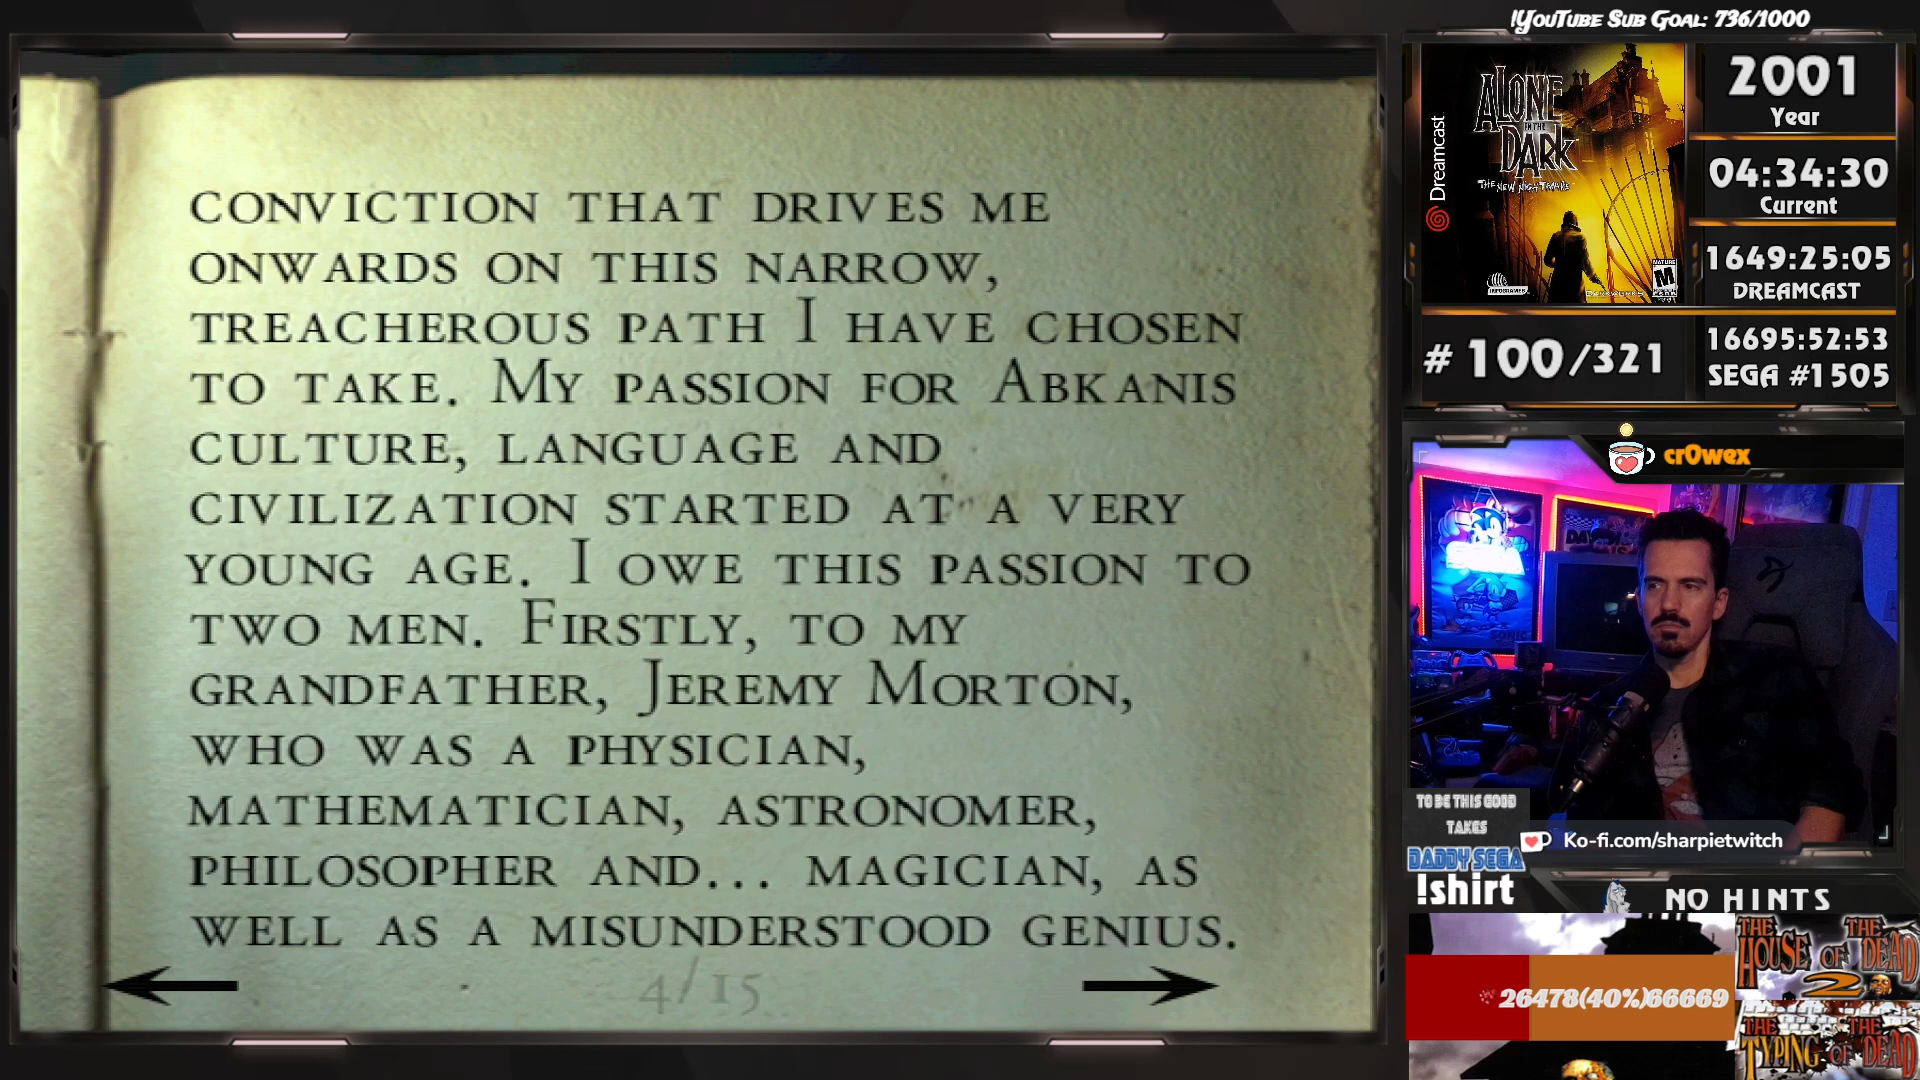 !YouTube Sub Goal: 736/1000
CONVICTION THAT DRIVES ME
ONWARDS ON THIS NARROW,
TREACHEROUS PATH I HAVE CHOSEN
TO TAKE. MY PASSION FOR ABKANIS
CULTURE, LANGUAGE AND
CIVILIZATION STARTED AT A VERY
YOUNG AGE. I OWE THIS PASSION TO
TWO MEN. FIRSTLY, TO MY
GRANDFATHER, JEREMY MORTON,
WHO WAS A PHYSICIAN,
MATHEMATICIAN, ASTRONOMER,
PHILOSOPHER AND... MAGICIAN, AS
WELL AS A MISUNDERSTOOD GENIUS.
4/15
Dreamcast
ALONE
IN THE
DARK
THE NEW NIGHTMARE
INFOGRAMES
DARKWORKS
MATURE
M
2001
Year
04:34:30
Current
1649:25:05
DREAMCAST
# 100/321
16695:52:53
SEGA #1505
cr0wex
SONIC
TO BE THIS GOOD
TAKES
DADDY SEGA
!shirt
Ko-fi.com/sharpietwitch
NO HINTS
26478(40%)66669
THE HOUSE OF THE DEAD 2
THE TYPING OF THE DEAD